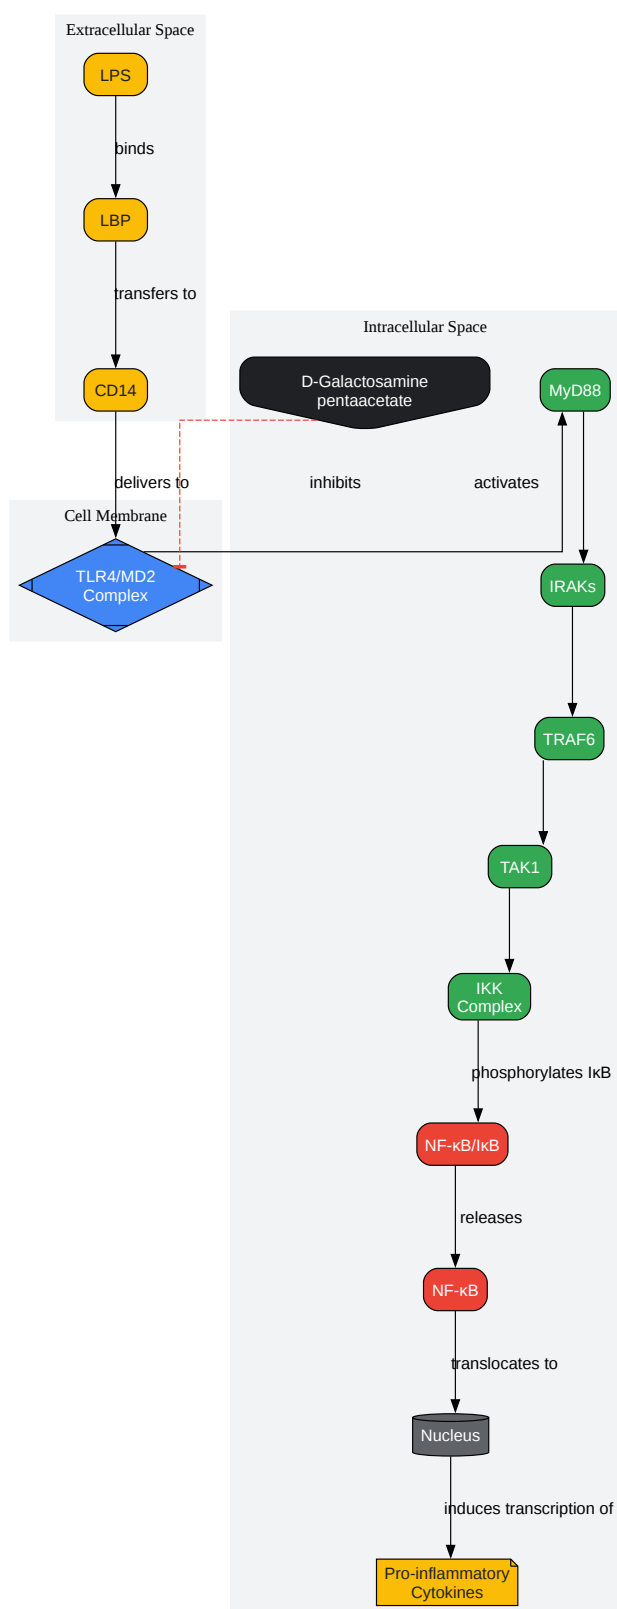 Extracellular Space
LPS
binds
LBP
transfers to
Intracellular Space
CD14
D-Galactosamine
pentaacetate
MyD88
delivers to
inhibits
activates
Cell Membrane
TLR4/MD2
Complex
IRAKs
TRAF6
TAK1
IKK
Complex
phosphorylates IκB
NF-κB/IκB
releases
NF-κB
translocates to
Nucleus
induces transcription of
Pro-inflammatory
Cytokines